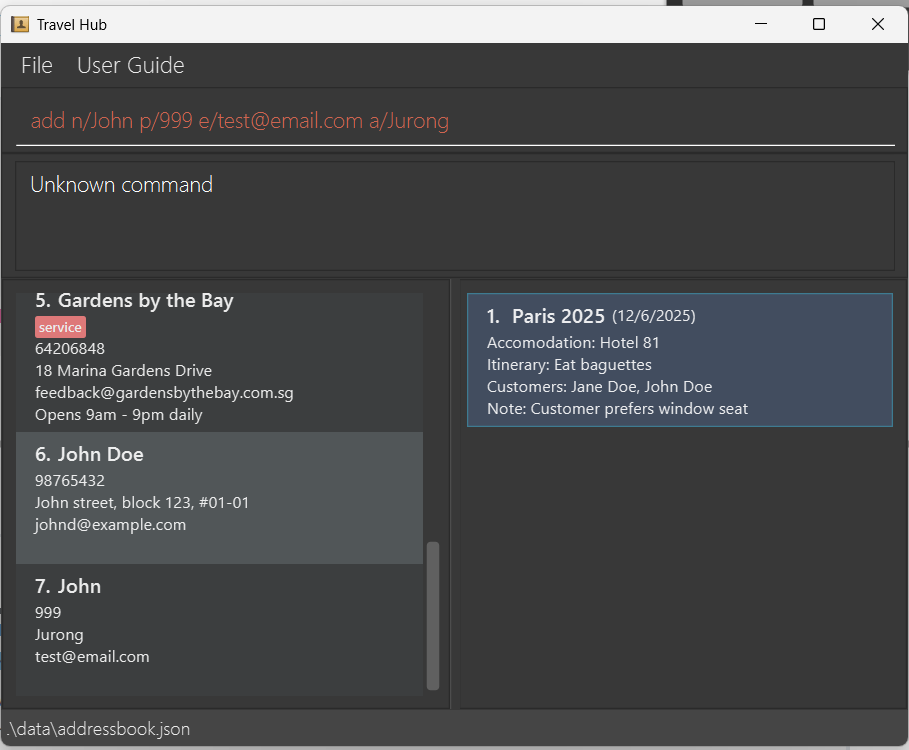 Travel Hub
File User Guide
add n/John p/999 e/test@email.com a/Jurong
Unknown command
5. Gardens by the Bay
service
64206848
18 Marina Gardens Drive
feedback@gardensbythebay.com.sg
Opens 9am - 9pm daily
6. John Doe
98765432
John street, block 123, #01-01
johnd@example.com
7. John
999
Jurong
test@email.com
1. Paris 2025 (12/6/2025)
Accomodation: Hotel 81
Itinerary: Eat baguettes
Customers: Jane Doe, John Doe
Note: Customer prefers window seat
.\data\addressbook.json